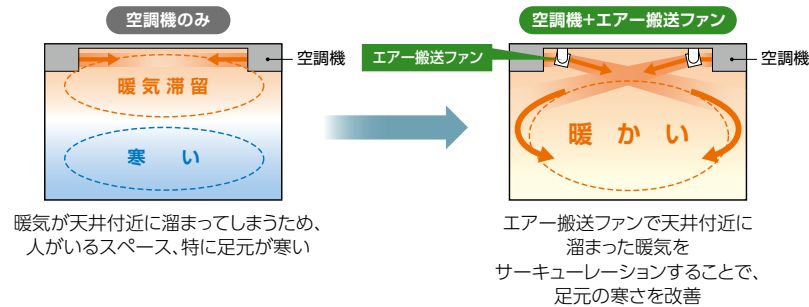 空調機のみ
空調機
暖気滞留
寒い
暖気が天井付近に溜まってしまうため、
人がいるスペース、特に足元が寒い
空調機+エアー搬送ファン
エアー搬送ファン
空調機
暖かい
エアー搬送ファンで天井付近に
溜まった暖気を
サーキューレーションすることで、
足元の寒さを改善